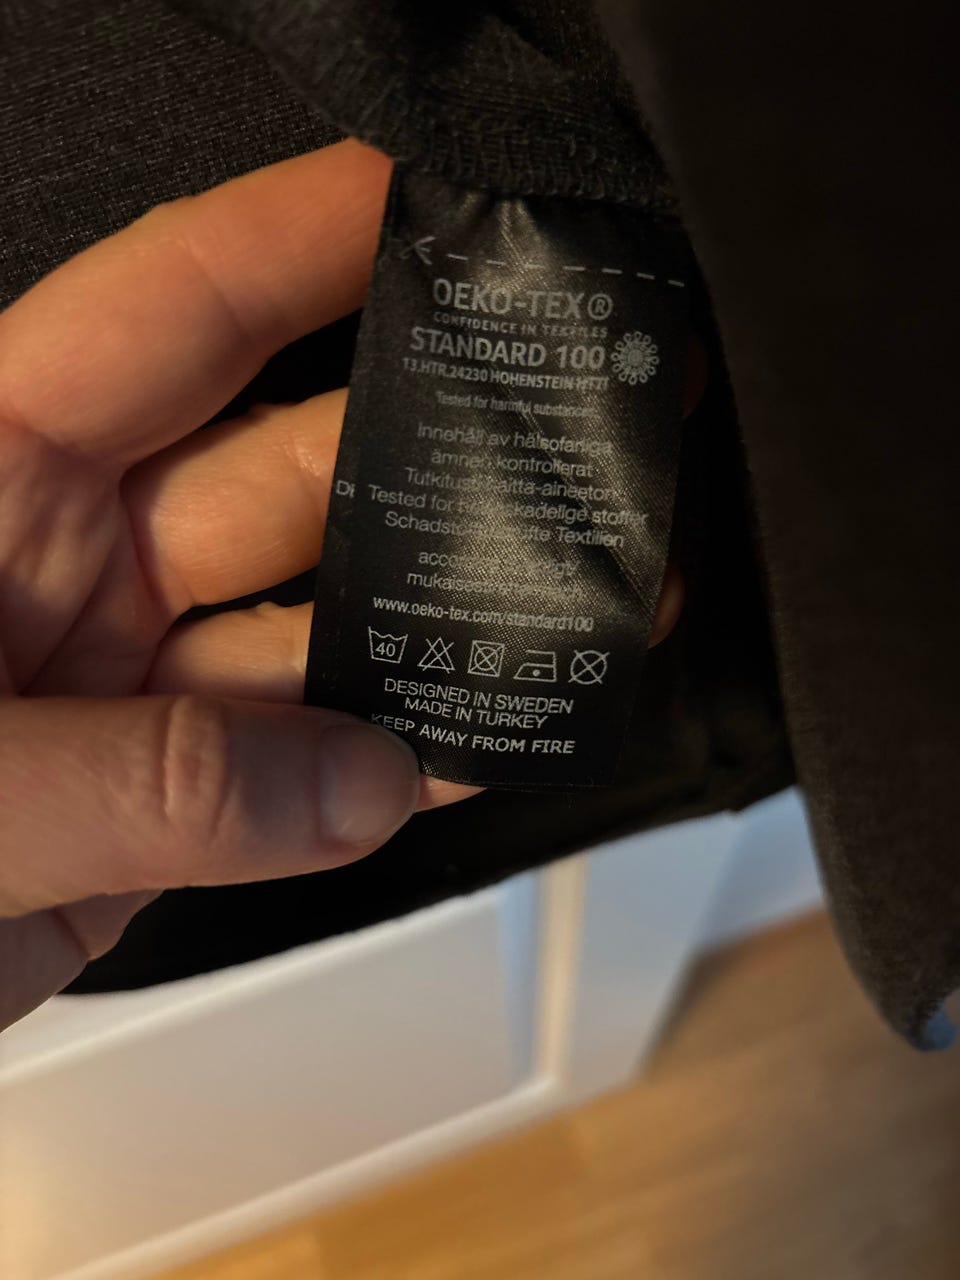 OEKO-TEX®
CONFIDENCE IN TEXTILES
STANDARD 100
13.HTR.24230 HOHENSTEIN HTTI
Tested for harmful substances
Innehåll av hälsofarliga
ämnen kontrollerat
Di
Tested for stoffer
Textilien
www.oeko-tex.com/standard100
40
DESIGNED IN SWEDEN
MADE IN TURKEY
KEEP AWAY FROM FIRE